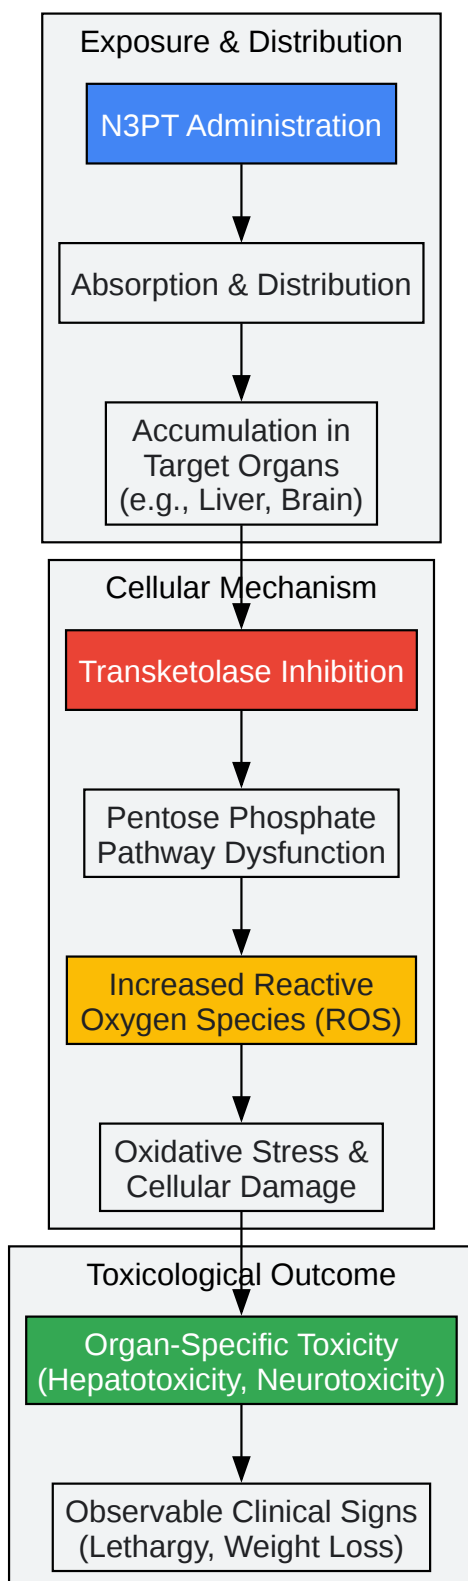 Exposure & Distribution
N3PT Administration
Absorption & Distribution
Accumulation in
Target Organs
(e.g., Liver, Brain)
Cellular Mechanism
Transketolase Inhibition
Pentose Phosphate
Pathway Dysfunction
Increased Reactive
Oxygen Species (ROS)
Oxidative Stress &
Cellular Damage
Toxicological Outcome
Organ-Specific Toxicity
(Hepatotoxicity, Neurotoxicity)
Observable Clinical Signs
(Lethargy, Weight Loss)